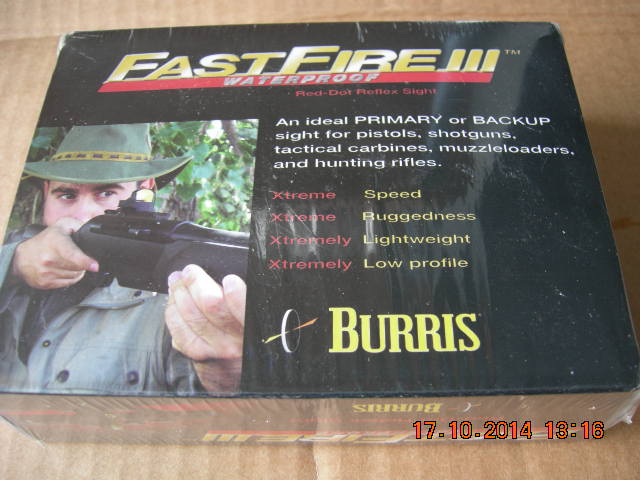 FASTFIRE III™
WATERPROOF
Red-Dot Reflex Sight
An ideal PRIMARY or BACKUP
sight for pistols, shotguns,
tactical carbines, muzzleloaders,
and hunting rifles.
Xtreme Speed
Xtreme Ruggedness
Xtremely Lightweight
Xtremely Low profile
BURRIS
BURRIS
FASTFIRE III
17.10.2014 13:16